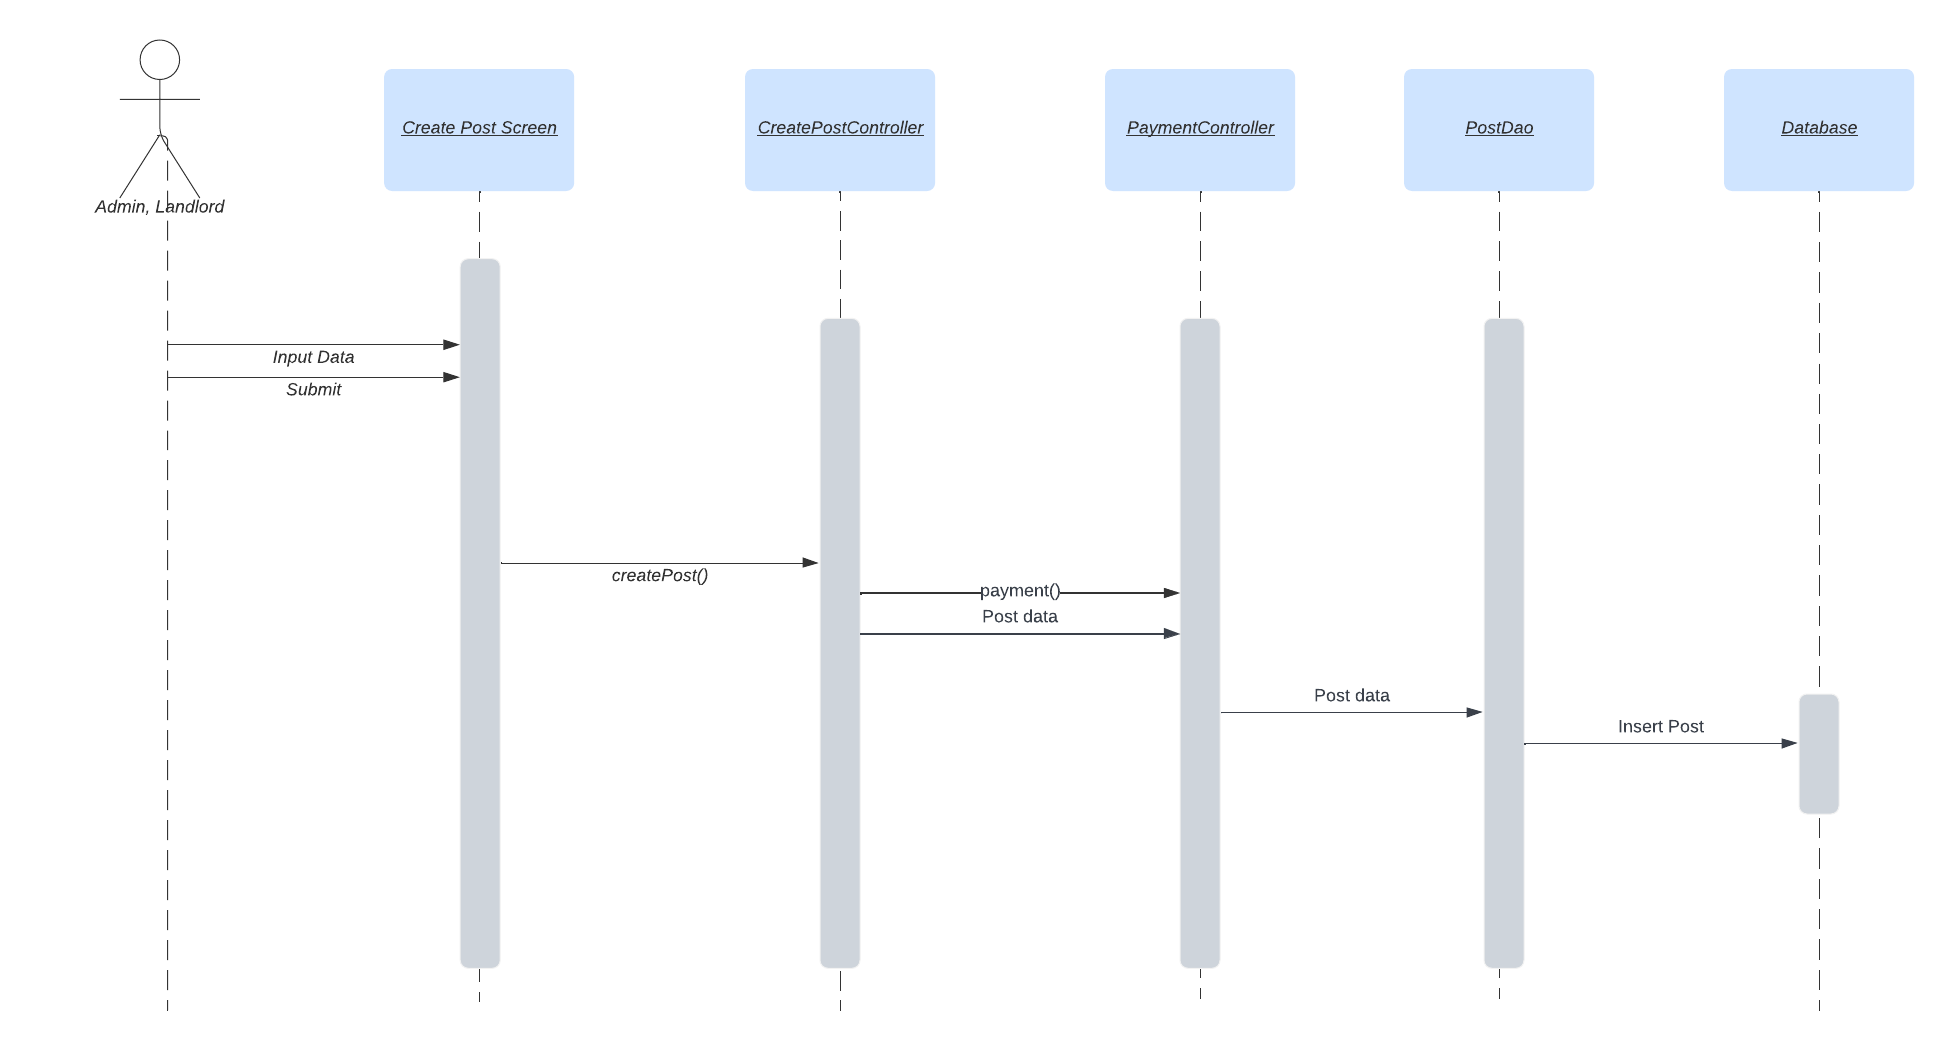 Create Post Screen
CreatePostController
PaymentController
PostDao
Database
Admin, Landlord
Input Data
Submit
createPost()
payment()
Post data
Post data
Insert Post